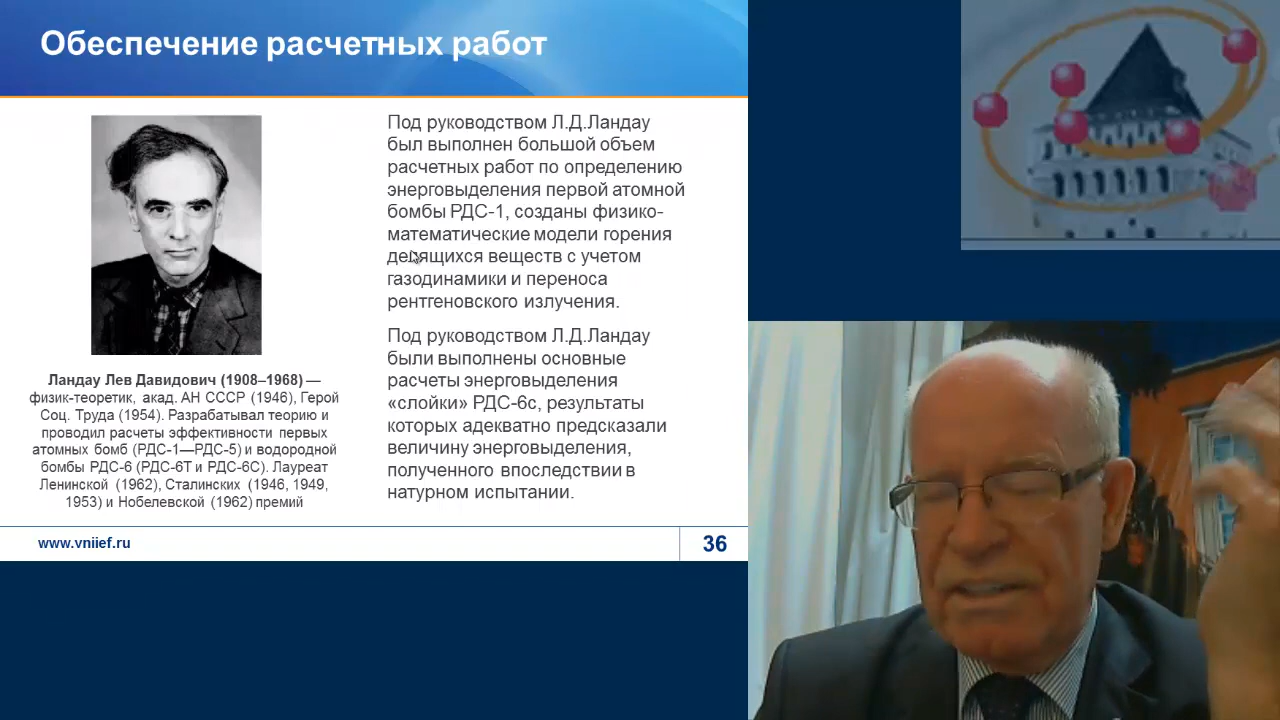 Обеспечение расчетных работ
Под руководством Л.Д.Ландау
был выполнен большой объем
расчетных работ по определению
энерговыделения первой атомной
бомбы РДС-1, созданы физико-
математические модели горения
делящихся веществ с учетом
газодинамики и переноса
рентгеновского излучения.
Под руководством Л.Д.Ландау
были выполнены основные
расчеты энерговыделения
«слойки» РДС-6с, результаты
которых адекватно предсказали
величину энерговыделения,
полученного впоследствии в
натурном испытании.
Ландау Лев Давидович (1908–1968) —
физик-теоретик, акад. АН СССР (1946), Герой
Соц. Труда (1954). Разрабатывал теорию и
проводил расчеты эффективности первых
атомных бомб (РДС-1—РДС-5) и водородной
бомбы РДС-6 (РДС-6Т и РДС-6С). Лауреат
Ленинской (1962), Сталинских (1946, 1949,
1953) и Нобелевской (1962) премий
www.vniief.ru
36